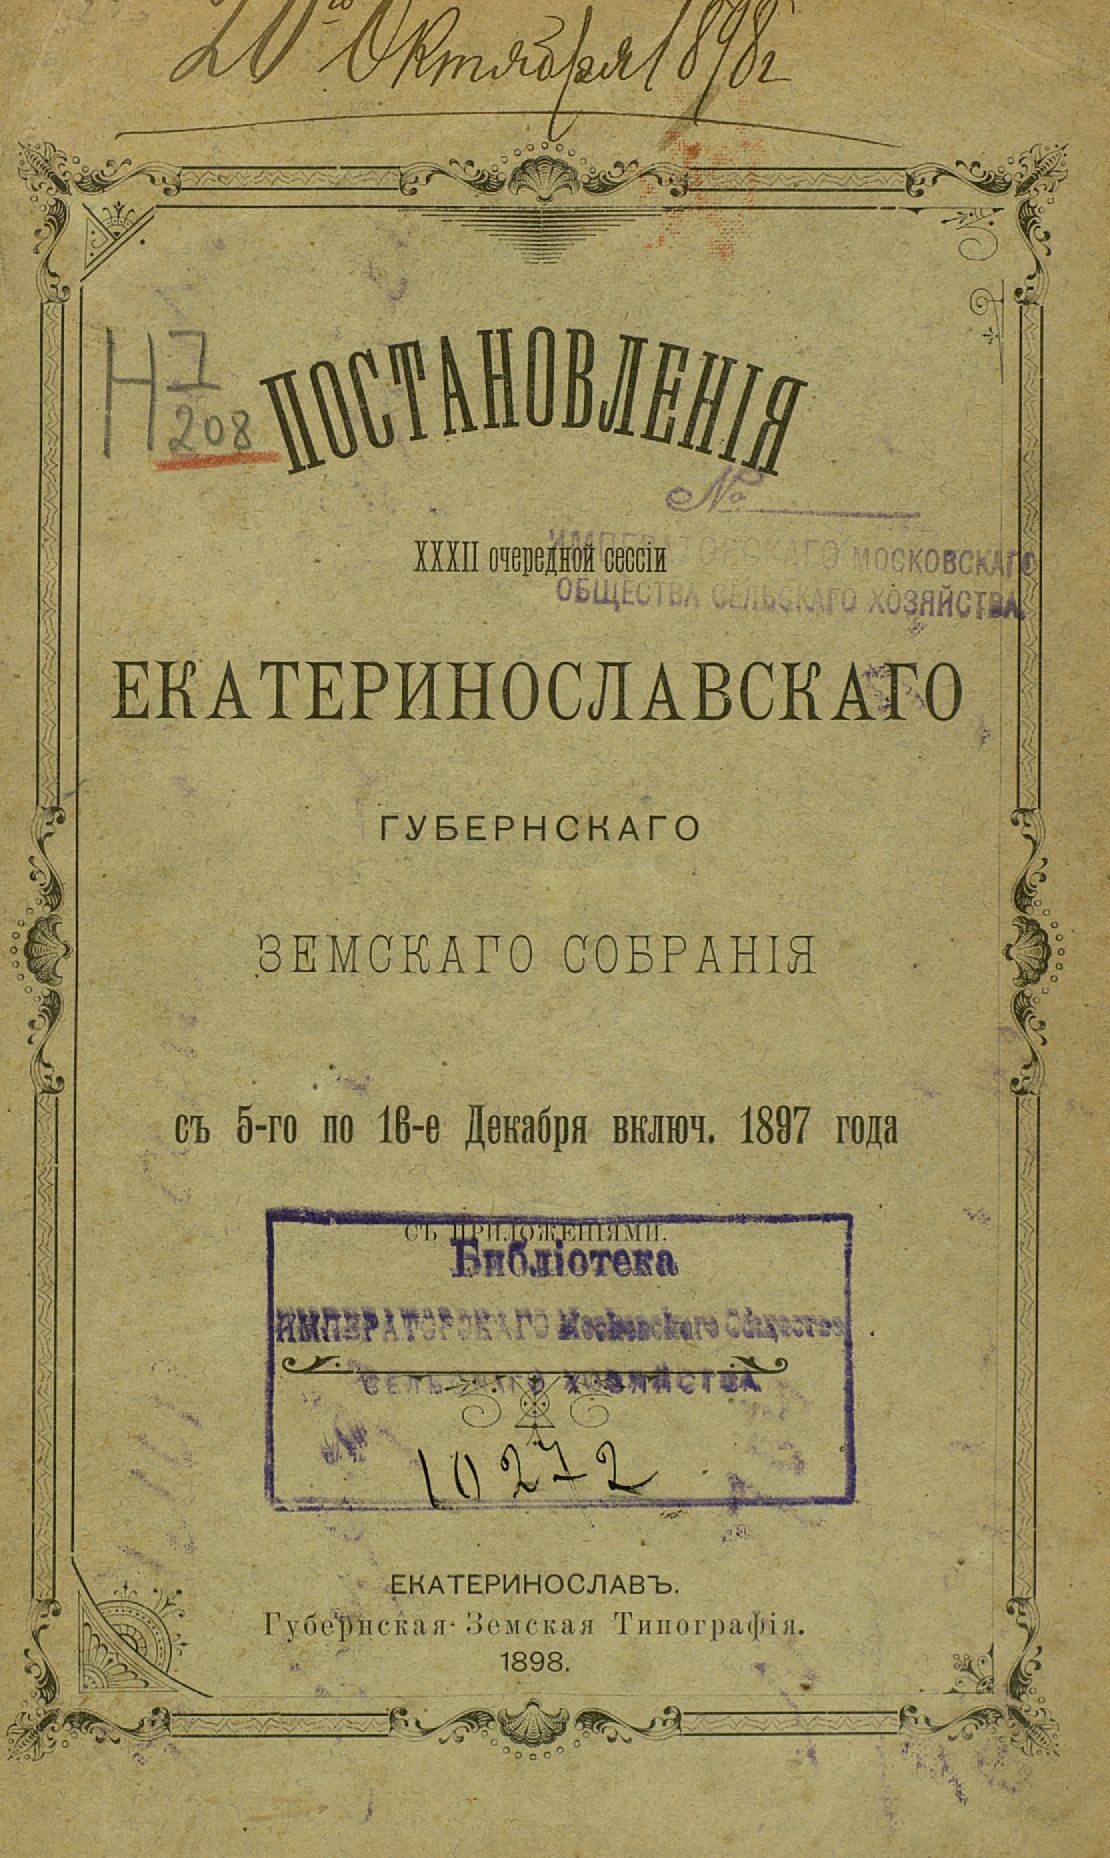 20го Октября 1898 г
Н 7
208
ПОСТАНОВЛЕНІЯ
№
XXXII очередной сессіи
ИМПЕРАТОРСКАГО МОСКОВСКАГО
ОБЩЕСТВА СЕЛЬСКАГО ХОЗЯЙСТВА.
ЕКАТЕРИНОСЛАВСКАГО
ГУБЕРНСКАГО
ЗЕМСКАГО СОБРАНІЯ
съ 5-го по 16-е Декабря включ. 1897 года
СЪ ПРИЛОЖЕНІЯМИ.
Библіотека
ИМПЕРАТОРСКАГО Московскаго Общества
СЕЛЬСКАГО ХОЗЯЙСТВА
10272
ЕКАТЕРИНОСЛАВЪ.
Губернская Земская Типографія.
1898.